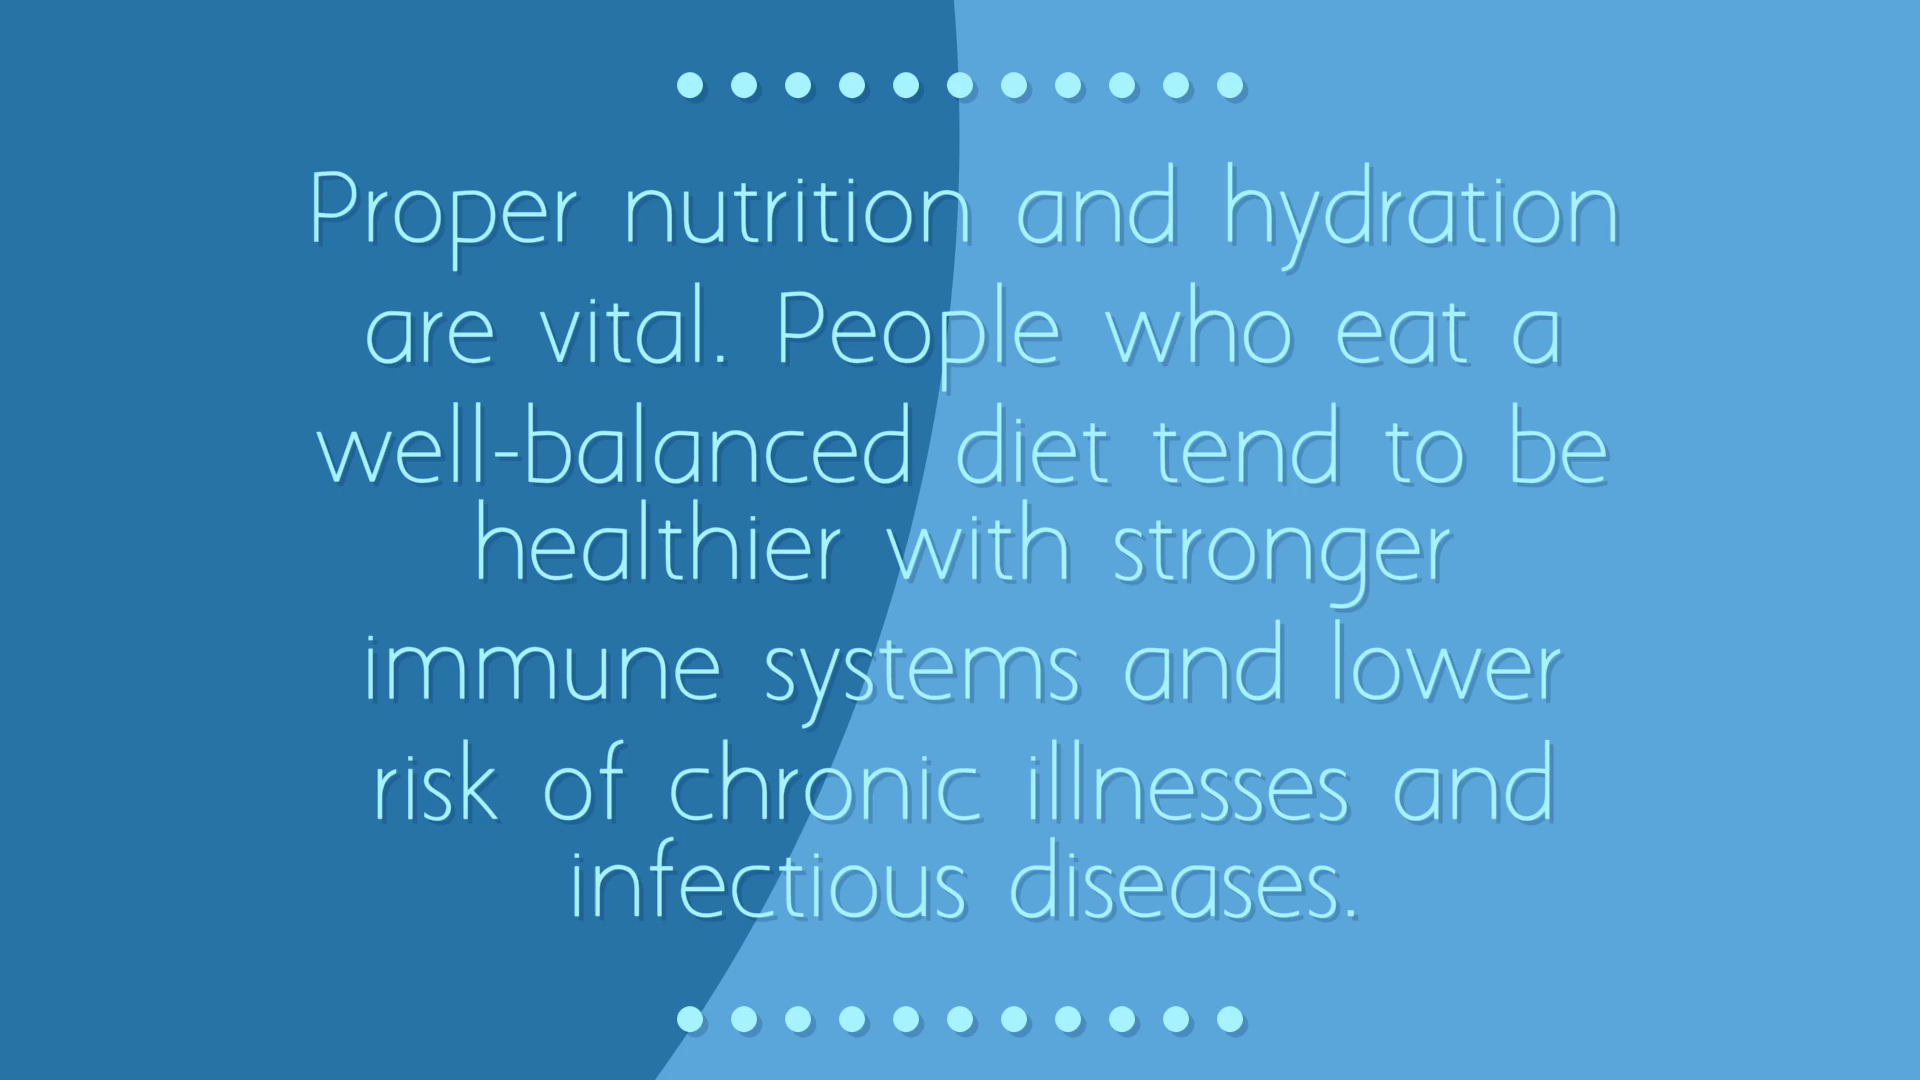 Proper nutrition and hydration
are vital. People who eat a
well-balanced diet tend to be
healthier with stronger
immune systems and lower
risk of chronic illnesses and
infectious diseases.